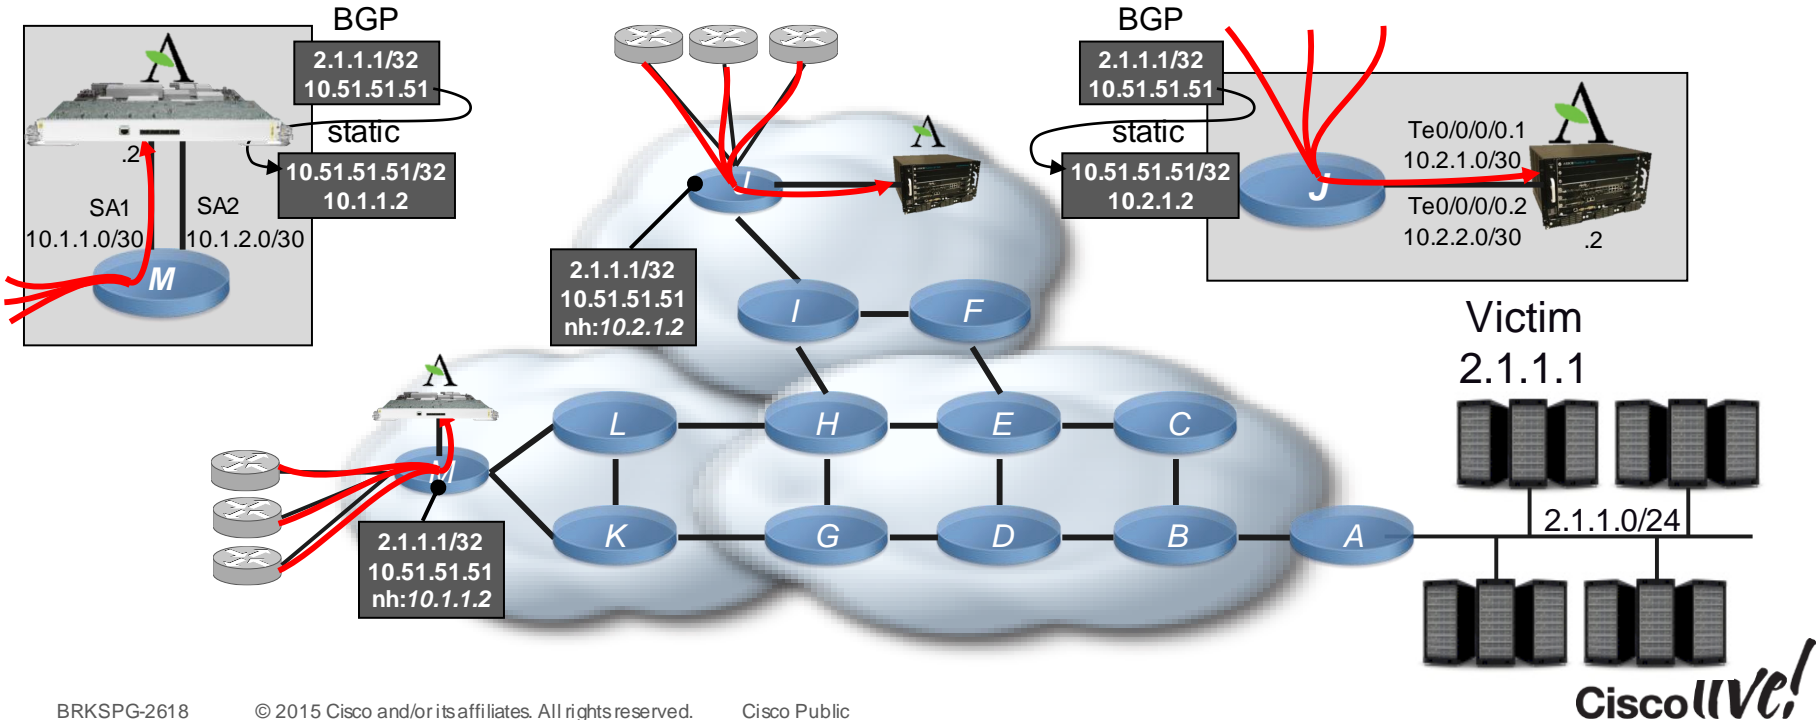 BGP
2.1.1.1/32
10.51.51.51
static
10.51.51.51/32
10.1.1.2
.2
SA1
10.1.1.0/30
SA2
10.1.2.0/30
M
BGP
2.1.1.1/32
10.51.51.51
static
10.51.51.51/32
10.2.1.2
J
Te0/0/0/0.1
10.2.1.0/30
Te0/0/0/0.2
10.2.2.0/30
.2
J
2.1.1.1/32
10.51.51.51
nh:10.2.1.2
I
F
Victim
2.1.1.1
L
H
E
C
M
2.1.1.1/32
10.51.51.51
nh:10.1.1.2
K
G
D
B
A
2.1.1.0/24
BRKSPG-2618
© 2015 Cisco and/or its affiliates. All rights reserved.
Cisco Public
Cisco live!